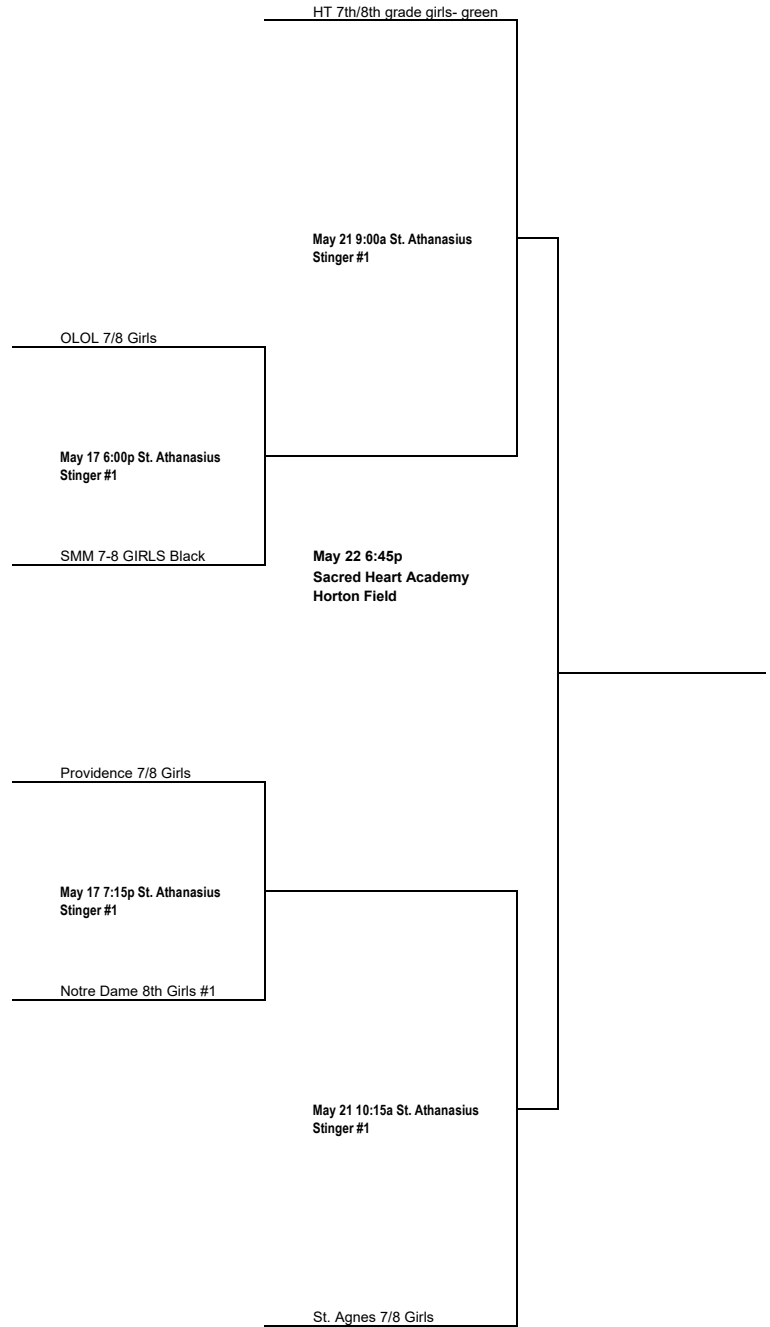 HT 7th/8th grade girls- green
May 21 9:00a St. Athanasius
Stinger #1
OLOL 7/8 Girls
May 17 6:00p St. Athanasius
Stinger #1
SMM 7-8 GIRLS Black
May 22 6:45p
Sacred Heart Academy
Horton Field
Providence 7/8 Girls
May 17 7:15p St. Athanasius
Stinger #1
Notre Dame 8th Girls #1
May 21 10:15a St. Athanasius
Stinger #1
St. Agnes 7/8 Girls